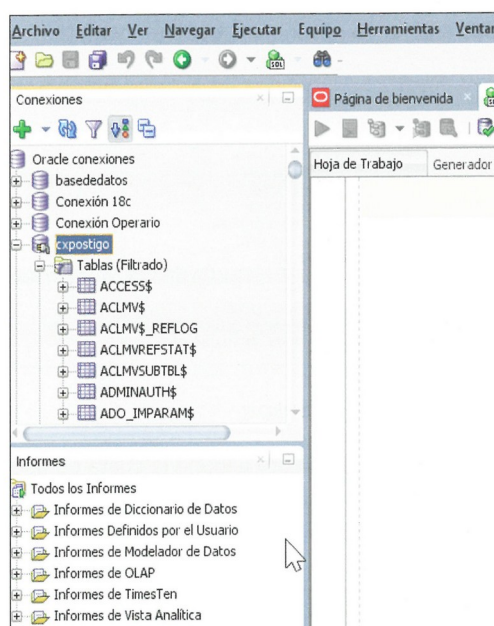 Archivo Editar Ver Navegar Ejecutar Equipo Herramientas
SQL
Conexiones
Oracle conexiones
basededatos
Conexión 18c
Conexión Operario
cxpostigo
Tablas (Filtrado)
ACCESS$
ACLMV$
ACLMV$_REFLOG
ACLMVREFSTAT$
ACLMVSUBTBL$
ADMINAUTH$
ADO_IMPARAM$
Informes
Todos los Informes
Informes de Diccionario de Datos
Informes Definidos por el Usuario
Informes de Modelador de Datos
Informes de OLAP
Informes de TimesTen
Informes de Vista Analítica
Página de bienvenida
Hoja de Trabajo Generador